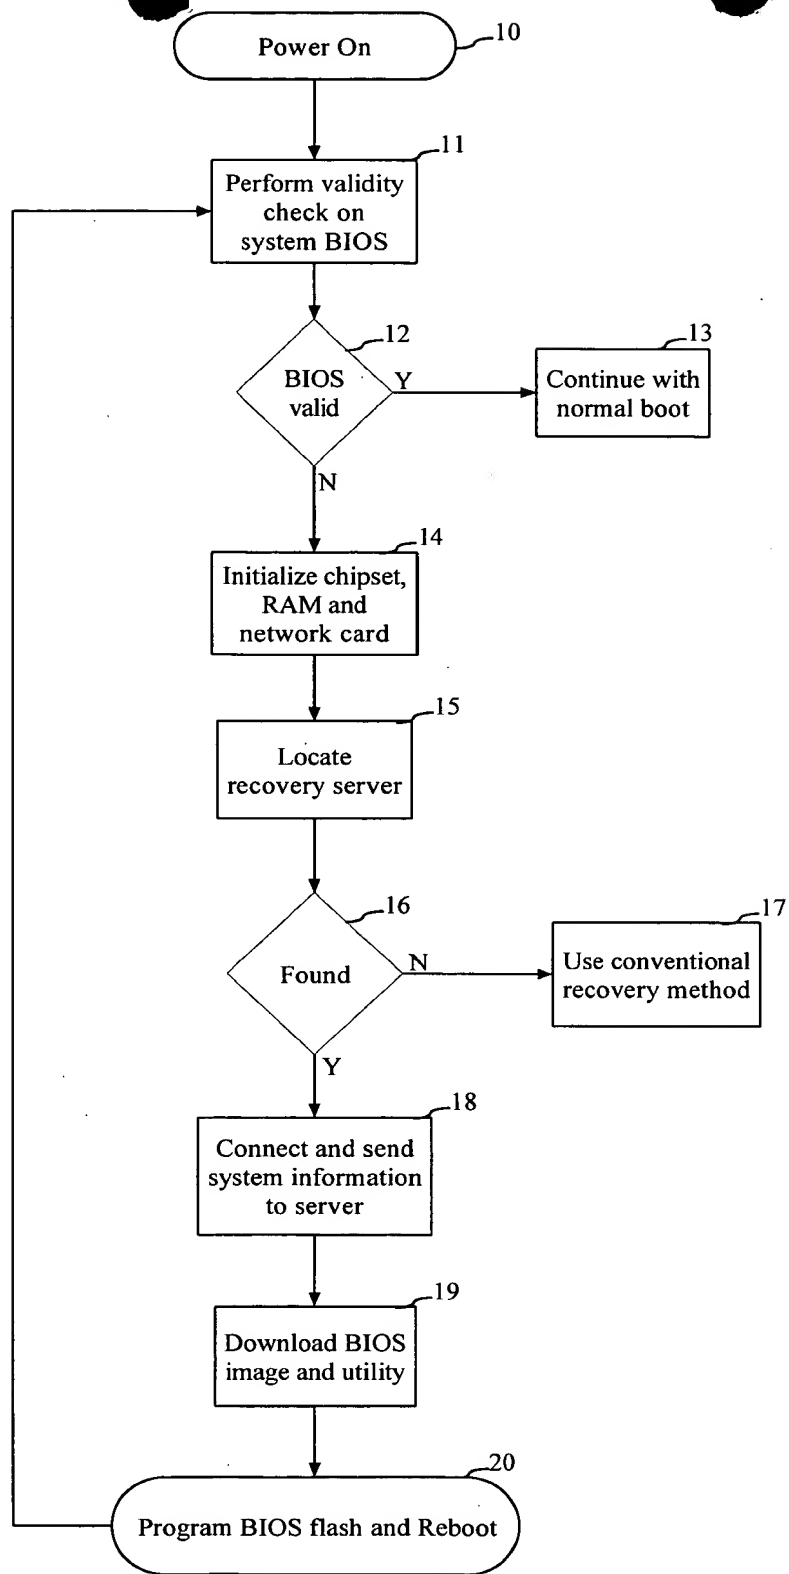 Power On
10
11
Perform validity
check on
system BIOS
12
BIOS
valid
Y
13
Continue with
normal boot
N
14
Initialize chipset,
RAM and
network card
15
Locate
recovery server
16
Found
N
17
Use conventional
recovery method
Y
18
Connect and send
system information
to server
19
Download BIOS
image and utility
20
Program BIOS flash and Reboot